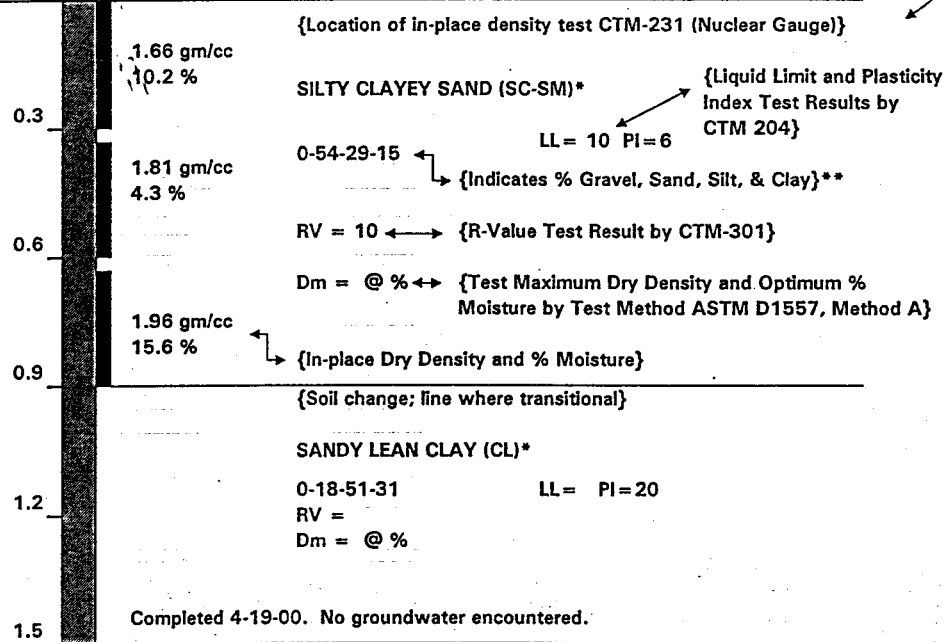 {Location of in-place density test CTM-231 (Nuclear Gauge)}
1.66 gm/cc
10.2 %
SILTY CLAYEY SAND (SC-SM)*
{Liquid Limit and Plasticity
Index Test Results by
CTM 204}
0.3
LL= 10 PI=6
0-54-29-15
1.81 gm/cc
4.3 %
{Indicates % Gravel, Sand, Silt, & Clay}**
0.6
RV = 10
{R-Value Test Result by CTM-301}
Dm = @ %
{Test Maximum Dry Density and Optimum %
Moisture by Test Method ASTM D1557, Method A}
1.96 gm/cc
15.6 %
{In-place Dry Density and % Moisture}
0.9
{Soil change; line where transitional}
SANDY LEAN CLAY (CL)*
0-18-51-31 LL= PI=20
1.2
RV =
Dm = @ %
Completed 4-19-00. No groundwater encountered.
1.5